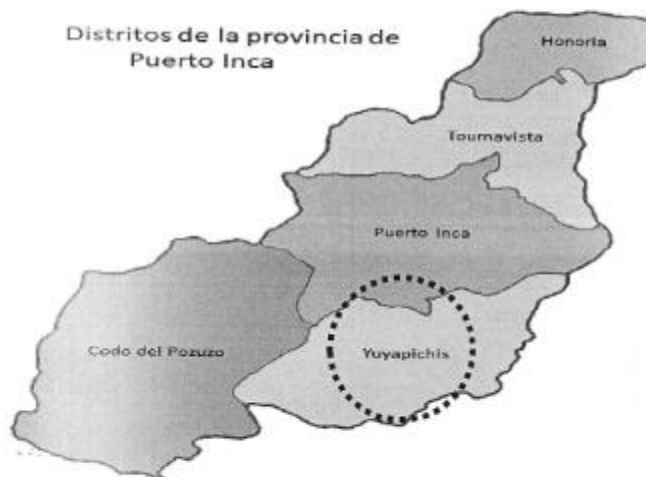 Distritos de la provincia de
Puerto Inca
Honoria
Tournavista
Puerto Inca
Codo del Pozuzo
Yuyapichis